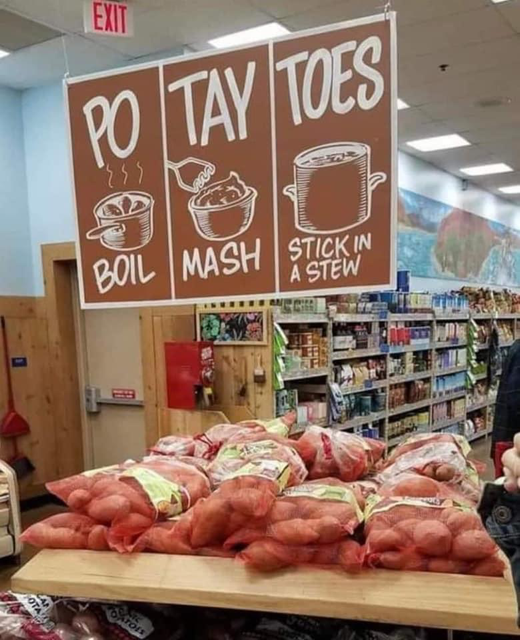 EXIT
PO TAY TOES
BOIL MASH STICK IN
A STEW